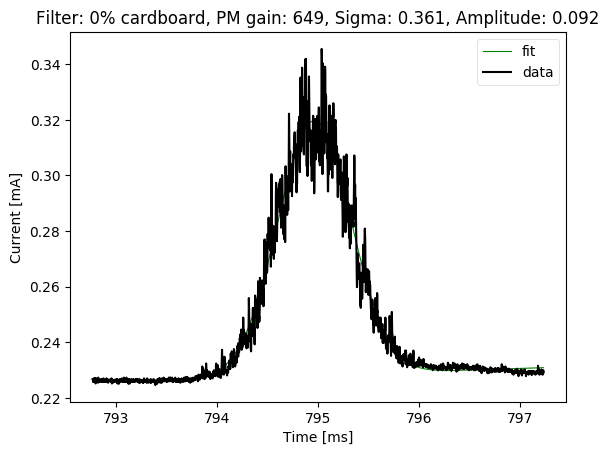 Filter: 0% cardboard, PM gain: 649, Sigma: 0.361, Amplitude: 0.092
fit
data
0.34
0.32
0.30
0.28
0.26
0.24
0.22
Current [mA]
793 794 795 796 797
Time [ms]